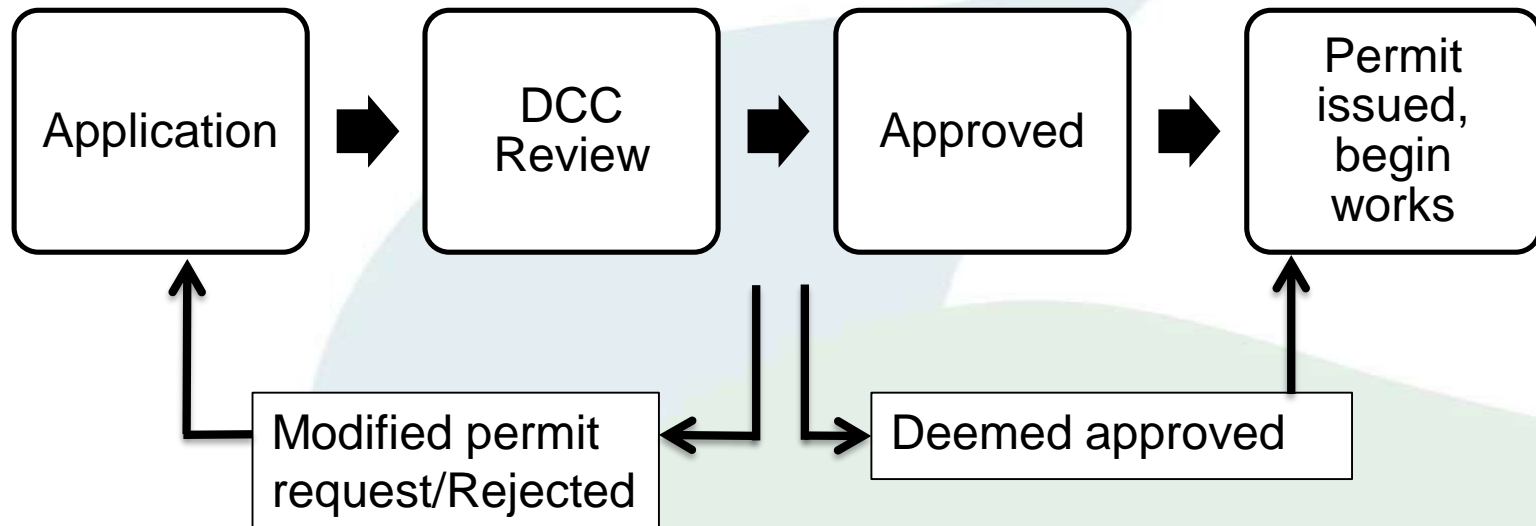 Application
DCC
Review
Approved
Permit
issued,
begin
works
Modified permit
request/Rejected
Deemed approved